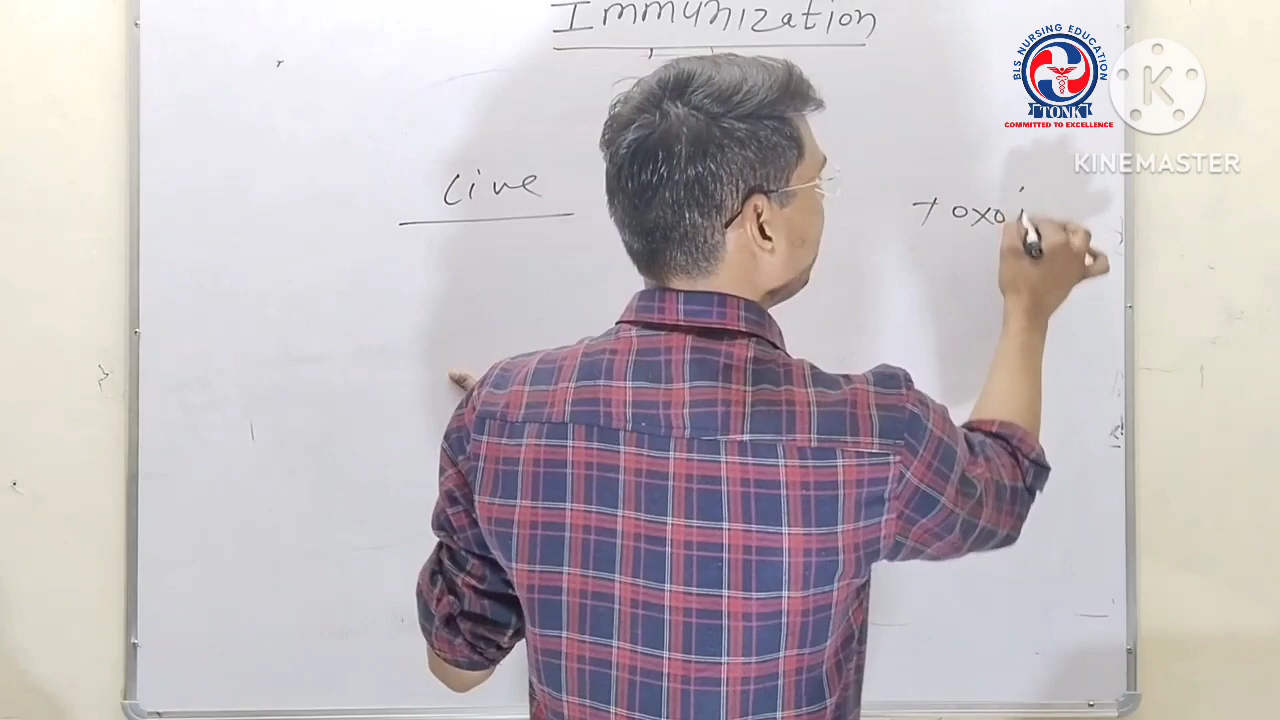 Immunization
Live
toxoi
BLS NURSING EDUCATION
TONK
COMMITTED TO EXCELLENCE
K
KINEMASTER